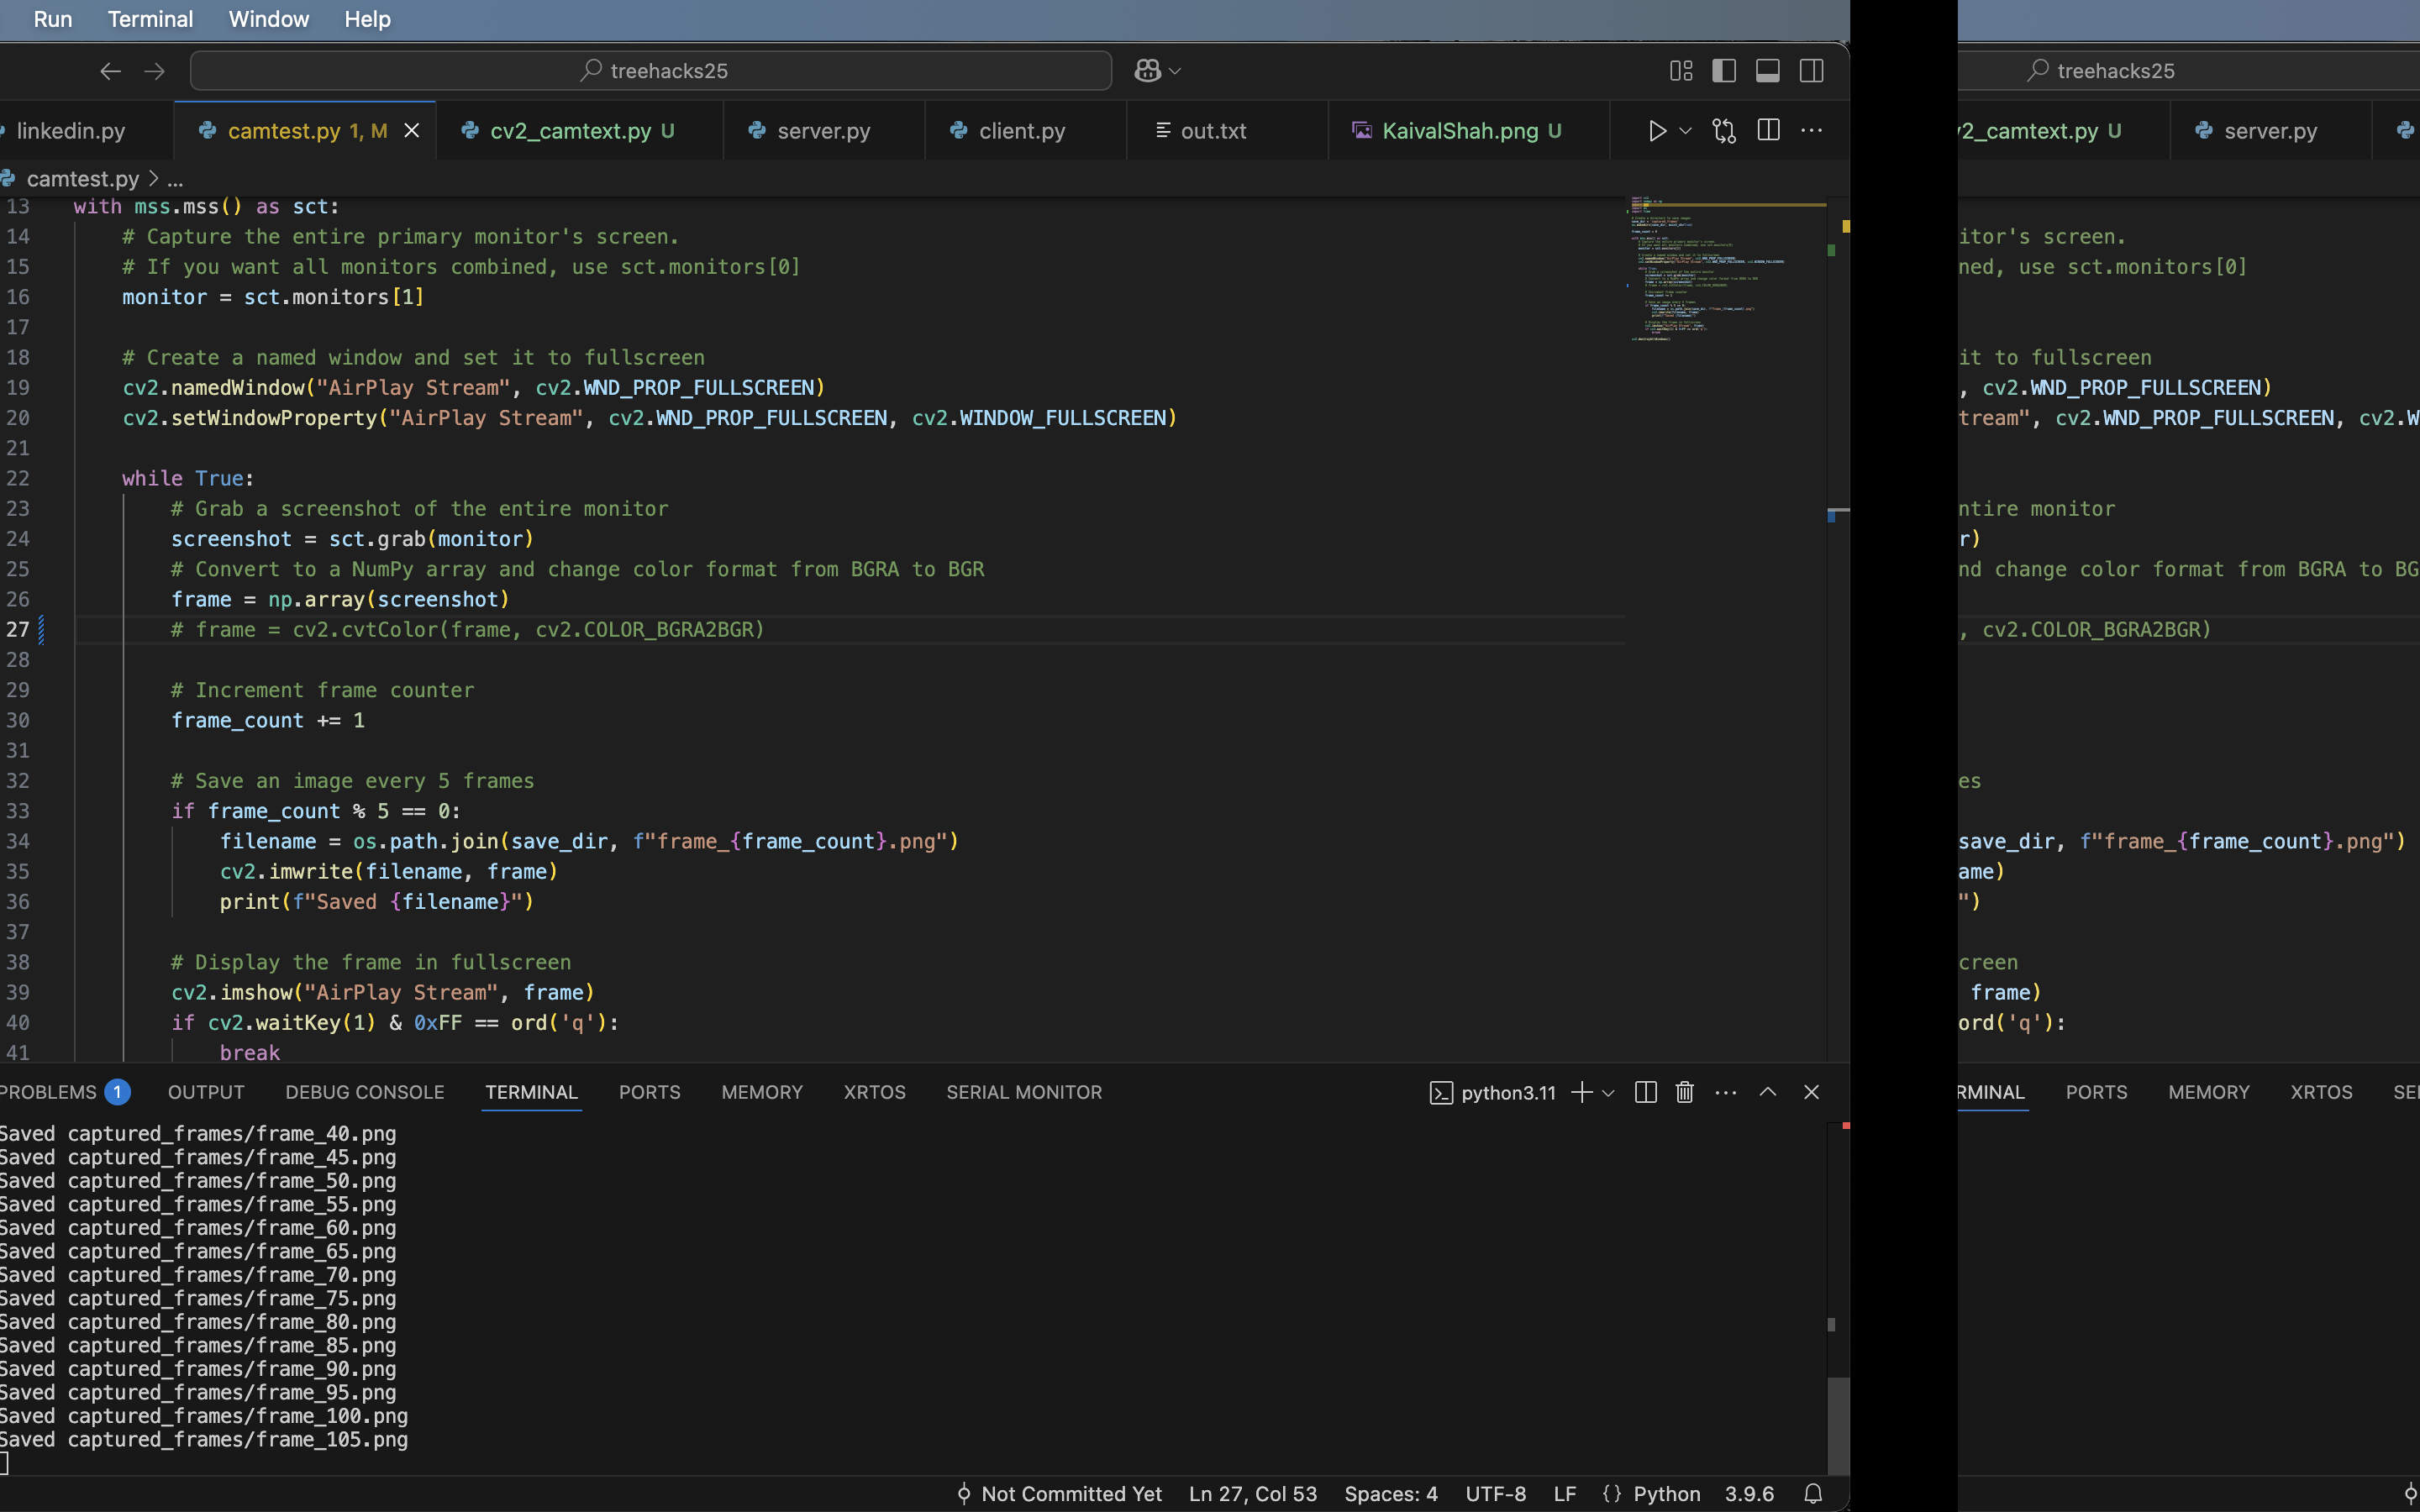 Run Terminal Window Help
treehacks25
treehacks25
linkedin.py camtest.py 1, M cv2_camtext.py U server.py client.py out.txt KaivalShah.png U
2_camtext.py U server.py
camtest.py > ...
13 with mss.mss() as sct:
14 # Capture the entire primary monitor's screen.
itor's screen.
15 # If you want all monitors combined, use sct.monitors[0]
ned, use sct.monitors[0]
16 monitor = sct.monitors[1]
17
18 # Create a named window and set it to fullscreen
it to fullscreen
19 cv2.namedWindow("AirPlay Stream", cv2.WND_PROP_FULLSCREEN)
, cv2.WND_PROP_FULLSCREEN)
20 cv2.setWindowProperty("AirPlay Stream", cv2.WND_PROP_FULLSCREEN, cv2.WINDOW_FULLSCREEN)
tream", cv2.WND_PROP_FULLSCREEN, cv2.W
21
22 while True:
23 # Grab a screenshot of the entire monitor
ntire monitor
24 screenshot = sct.grab(monitor)
r)
25 # Convert to a NumPy array and change color format from BGRA to BGR
nd change color format from BGRA to BG
26 frame = np.array(screenshot)
27 # frame = cv2.cvtColor(frame, cv2.COLOR_BGRA2BGR)
, cv2.COLOR_BGRA2BGR)
28
29 # Increment frame counter
30 frame_count += 1
31
32 # Save an image every 5 frames
es
33 if frame_count % 5 == 0:
34 filename = os.path.join(save_dir, f"frame_{frame_count}.png")
save_dir, f"frame_{frame_count}.png")
35 cv2.imwrite(filename, frame)
ame)
36 print(f"Saved {filename}")
")
37
38 # Display the frame in fullscreen
creen
39 cv2.imshow("AirPlay Stream", frame)
frame)
40 if cv2.waitKey(1) & 0xFF == ord('q'):
ord('q'):
41 break
PROBLEMS 1 OUTPUT DEBUG CONSOLE TERMINAL PORTS MEMORY XRTOS SERIAL MONITOR python3.11
RMINAL PORTS MEMORY XRTOS SE
Saved captured_frames/frame_40.png
Saved captured_frames/frame_45.png
Saved captured_frames/frame_50.png
Saved captured_frames/frame_55.png
Saved captured_frames/frame_60.png
Saved captured_frames/frame_65.png
Saved captured_frames/frame_70.png
Saved captured_frames/frame_75.png
Saved captured_frames/frame_80.png
Saved captured_frames/frame_85.png
Saved captured_frames/frame_90.png
Saved captured_frames/frame_95.png
Saved captured_frames/frame_100.png
Saved captured_frames/frame_105.png
Not Committed Yet Ln 27, Col 53 Spaces: 4 UTF-8 LF {} Python 3.9.6